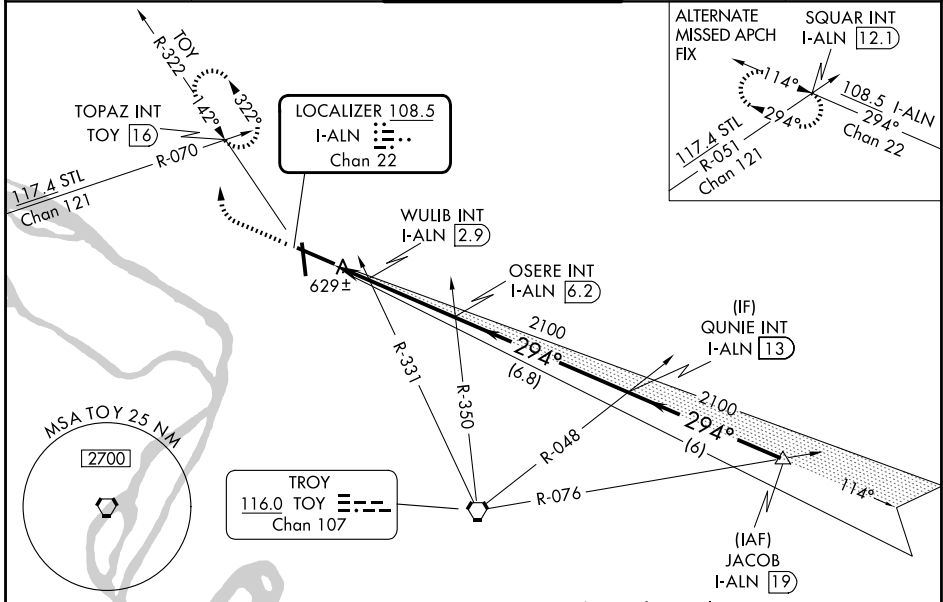 ALTERNATE
MISSED APCH
FIX
SQUAR INT
I-ALN 12.1
114°
294°
108.5 I-ALN
294°
Chan 22
117.4 STL
R-051
Chan 121
TOY
R-322
142°
322°
TOPAZ INT
TOY 16
R-070
117.4 STL
Chan 121
LOCALIZER 108.5
I-ALN
Chan 22
WULIB INT
I-ALN 2.9
629±
OSERE INT
I-ALN 6.2
2100
294°
(6.8)
(IF)
QUNIE INT
I-ALN 13
2100
294°
(6)
R-331
R-350
R-048
R-076
114°
MSA TOY 25 NM
2700
TROY
116.0 TOY
Chan 107
(IAF)
JACOB
I-ALN 19